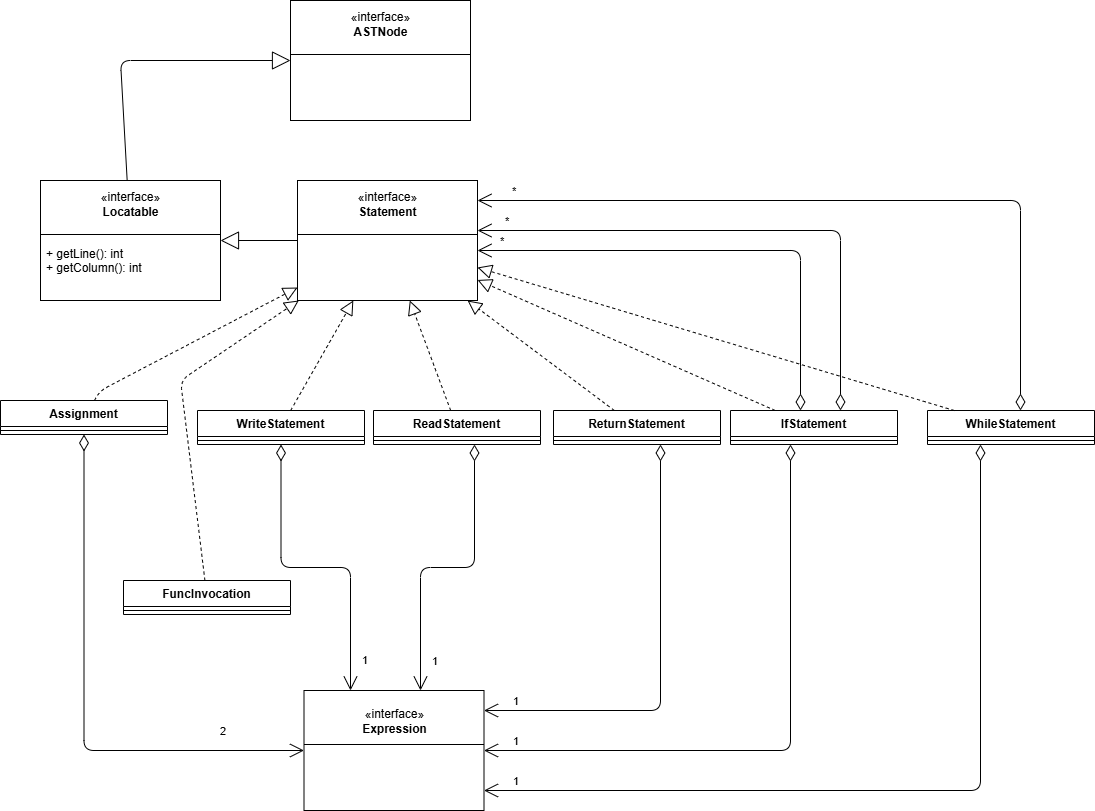 «interface»
ASTNode
«interface»
Locatable
+ getLine(): int
+ getColumn(): int
«interface»
Statement
*
*
*
Assignment
WriteStatement
ReadStatement
ReturnStatement
IfStatement
WhileStatement
FuncInvocation
1
1
2
«interface»
Expression
1
1
1